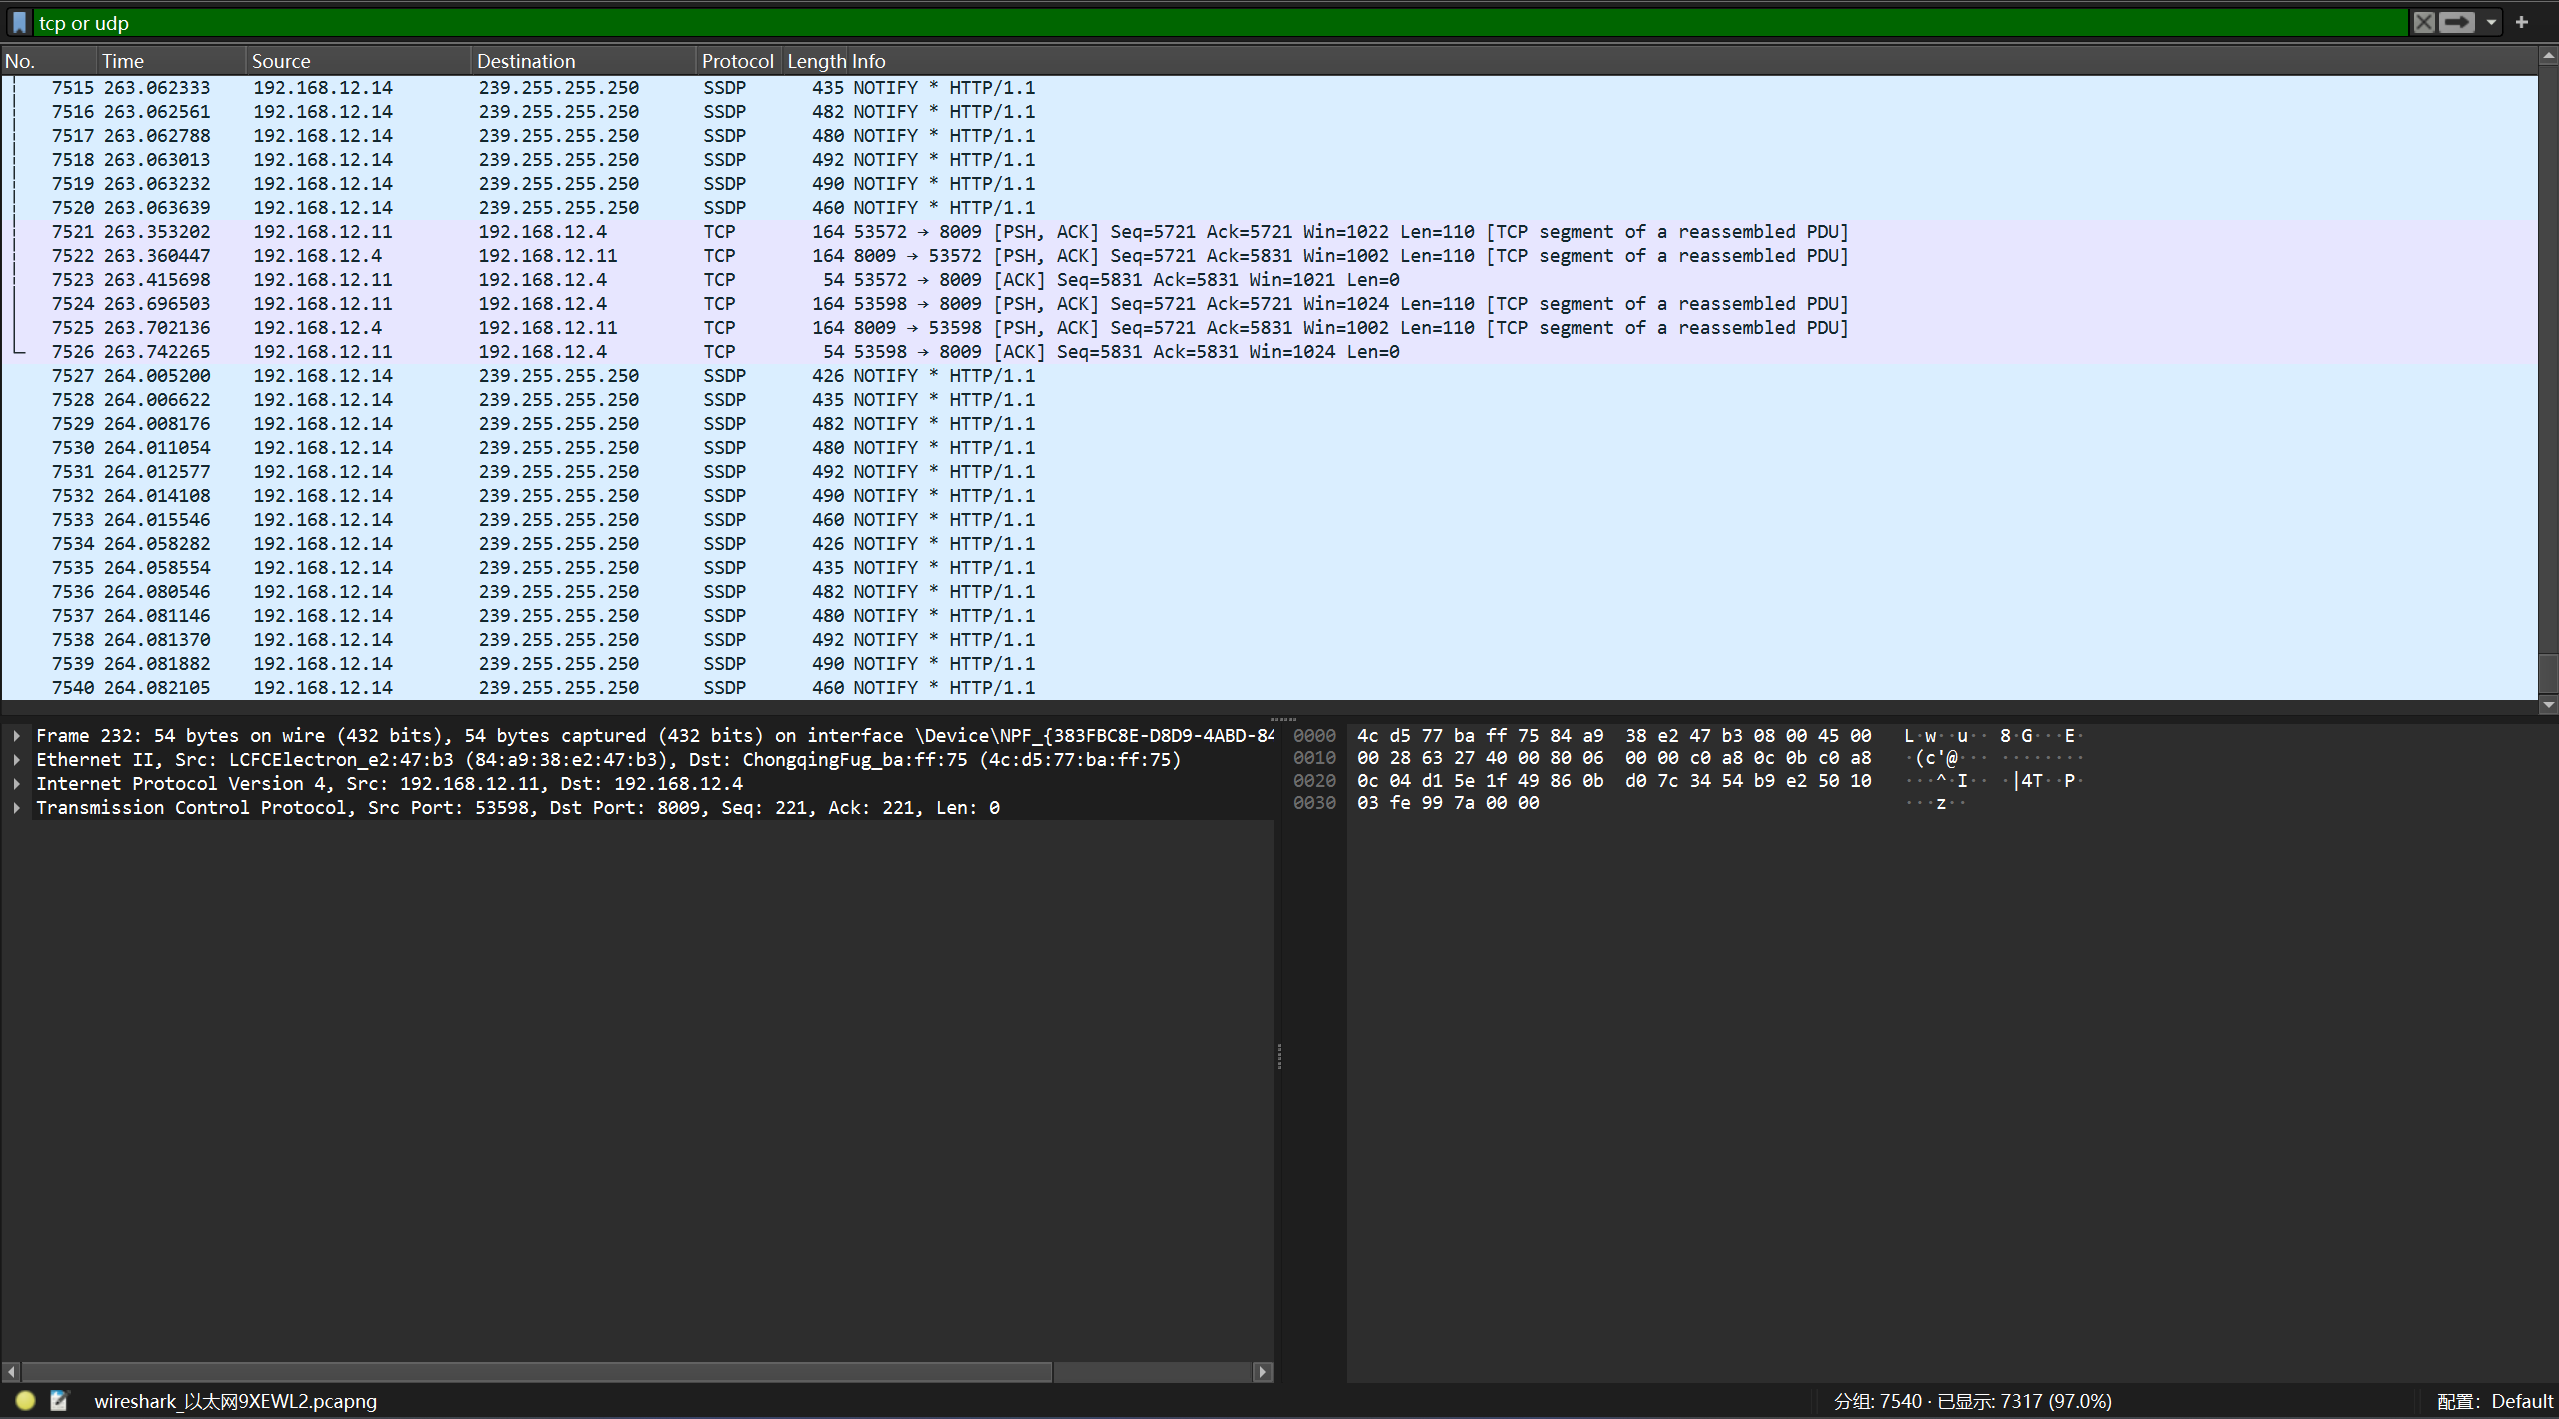 tcp or udp
No. Time Source Destination Protocol Length Info
7515 263.062333 192.168.12.14 239.255.255.250 SSDP 435 NOTIFY * HTTP/1.1
7516 263.062561 192.168.12.14 239.255.255.250 SSDP 482 NOTIFY * HTTP/1.1
7517 263.062788 192.168.12.14 239.255.255.250 SSDP 480 NOTIFY * HTTP/1.1
7518 263.063013 192.168.12.14 239.255.255.250 SSDP 492 NOTIFY * HTTP/1.1
7519 263.063232 192.168.12.14 239.255.255.250 SSDP 490 NOTIFY * HTTP/1.1
7520 263.063639 192.168.12.14 239.255.255.250 SSDP 460 NOTIFY * HTTP/1.1
7521 263.353202 192.168.12.11 192.168.12.4 TCP 164 53572 → 8009 [PSH, ACK] Seq=5721 Ack=5721 Win=1022 Len=110 [TCP segment of a reassembled PDU]
7522 263.360447 192.168.12.4 192.168.12.11 TCP 164 8009 → 53572 [PSH, ACK] Seq=5721 Ack=5831 Win=1002 Len=110 [TCP segment of a reassembled PDU]
7523 263.415698 192.168.12.11 192.168.12.4 TCP 54 53572 → 8009 [ACK] Seq=5831 Ack=5831 Win=1021 Len=0
7524 263.696503 192.168.12.11 192.168.12.4 TCP 164 53598 → 8009 [PSH, ACK] Seq=5721 Ack=5721 Win=1024 Len=110 [TCP segment of a reassembled PDU]
7525 263.702136 192.168.12.4 192.168.12.11 TCP 164 8009 → 53598 [PSH, ACK] Seq=5721 Ack=5831 Win=1002 Len=110 [TCP segment of a reassembled PDU]
7526 263.742265 192.168.12.11 192.168.12.4 TCP 54 53598 → 8009 [ACK] Seq=5831 Ack=5831 Win=1024 Len=0
7527 264.005200 192.168.12.14 239.255.255.250 SSDP 426 NOTIFY * HTTP/1.1
7528 264.006622 192.168.12.14 239.255.255.250 SSDP 435 NOTIFY * HTTP/1.1
7529 264.008176 192.168.12.14 239.255.255.250 SSDP 482 NOTIFY * HTTP/1.1
7530 264.011054 192.168.12.14 239.255.255.250 SSDP 480 NOTIFY * HTTP/1.1
7531 264.012577 192.168.12.14 239.255.255.250 SSDP 492 NOTIFY * HTTP/1.1
7532 264.014108 192.168.12.14 239.255.255.250 SSDP 490 NOTIFY * HTTP/1.1
7533 264.015546 192.168.12.14 239.255.255.250 SSDP 460 NOTIFY * HTTP/1.1
7534 264.058282 192.168.12.14 239.255.255.250 SSDP 426 NOTIFY * HTTP/1.1
7535 264.058554 192.168.12.14 239.255.255.250 SSDP 435 NOTIFY * HTTP/1.1
7536 264.080546 192.168.12.14 239.255.255.250 SSDP 482 NOTIFY * HTTP/1.1
7537 264.081146 192.168.12.14 239.255.255.250 SSDP 480 NOTIFY * HTTP/1.1
7538 264.081370 192.168.12.14 239.255.255.250 SSDP 492 NOTIFY * HTTP/1.1
7539 264.081882 192.168.12.14 239.255.255.250 SSDP 490 NOTIFY * HTTP/1.1
7540 264.082105 192.168.12.14 239.255.255.250 SSDP 460 NOTIFY * HTTP/1.1
Frame 232: 54 bytes on wire (432 bits), 54 bytes captured (432 bits) on interface \Device\NPF_{383FBC8E-D8D9-4ABD-84
Ethernet II, Src: LCFCElectron_e2:47:b3 (84:a9:38:e2:47:b3), Dst: ChongqingFug_ba:ff:75 (4c:d5:77:ba:ff:75)
Internet Protocol Version 4, Src: 192.168.12.11, Dst: 192.168.12.4
Transmission Control Protocol, Src Port: 53598, Dst Port: 8009, Seq: 221, Ack: 221, Len: 0
0000 4c d5 77 ba ff 75 84 a9 38 e2 47 b3 08 00 45 00 L·w··u·· 8·G···E·
0010 00 28 63 27 40 00 80 06 00 00 c0 a8 0c 0b c0 a8 ·(c'@··· ········
0020 0c 04 d1 5e 1f 49 86 0b d0 7c 34 54 b9 e2 50 10 ···^·I·· ·|4T··P·
0030 03 fe 99 7a 00 00 ···z··
wireshark_以太网9XEWL2.pcapng
分组: 7540 · 已显示: 7317 (97.0%)
配置: Default